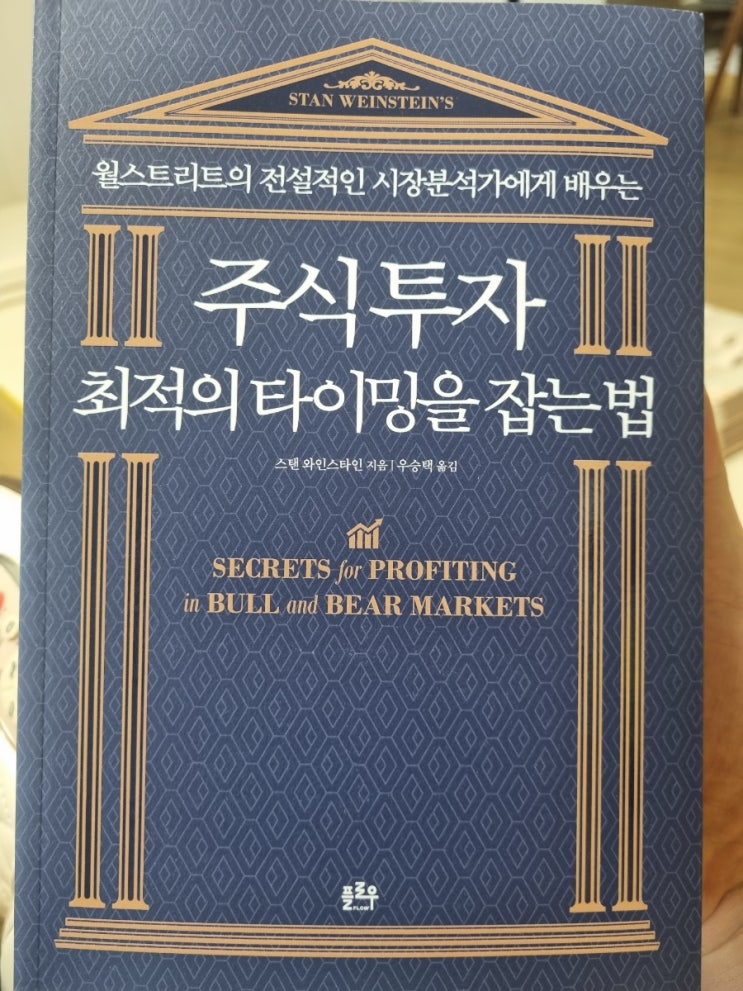 STAN WEINSTEIN'S
월스트리트의 전설적인 시장분석가에게 배우는
주식투자
최적의 타이밍을 잡는 법
스탠 와인스타인 지음 | 우승택 옮김
SECRETS for PROFITING
in BULL and BEAR MARKETS
플로우
FLOW